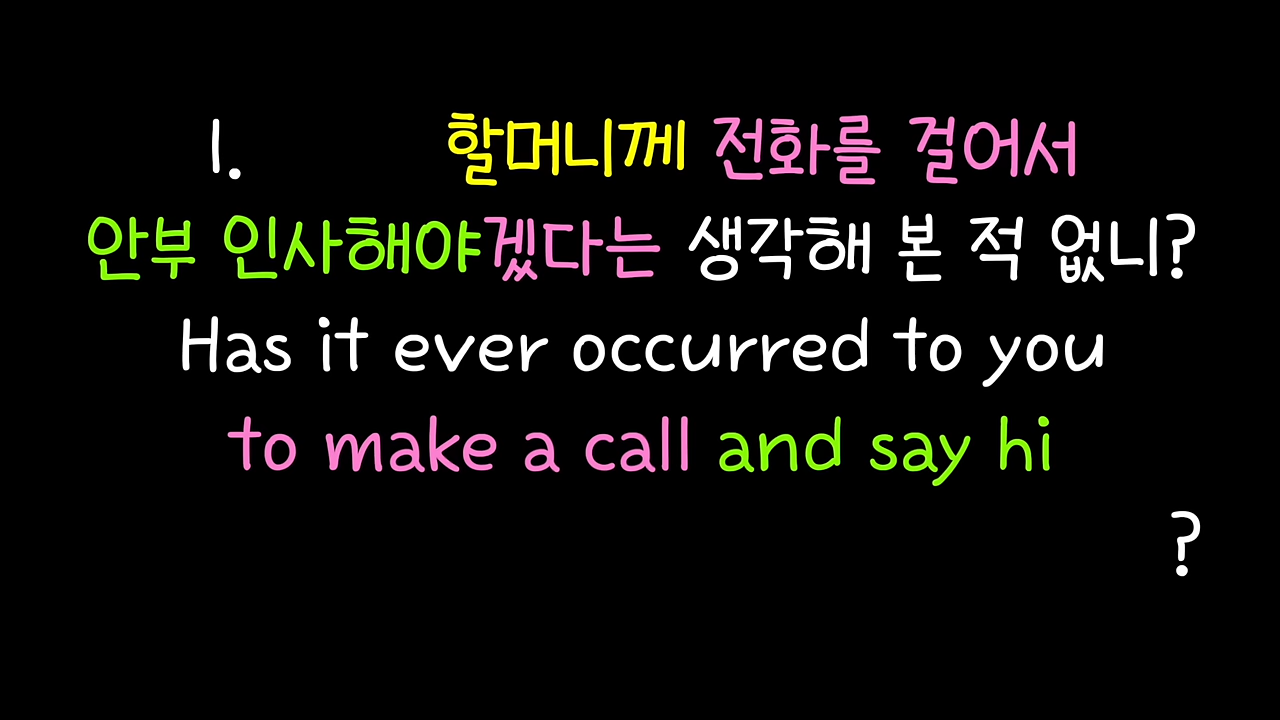 1. 할머니께 전화를 걸어서
안부 인사해야겠다는 생각해 본 적 없니?
Has it ever occurred to you
to make a call and say hi
?